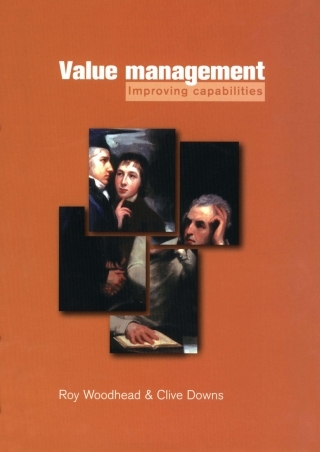 Value management
Improving capabilities
Roy Woodhead & Clive Downs